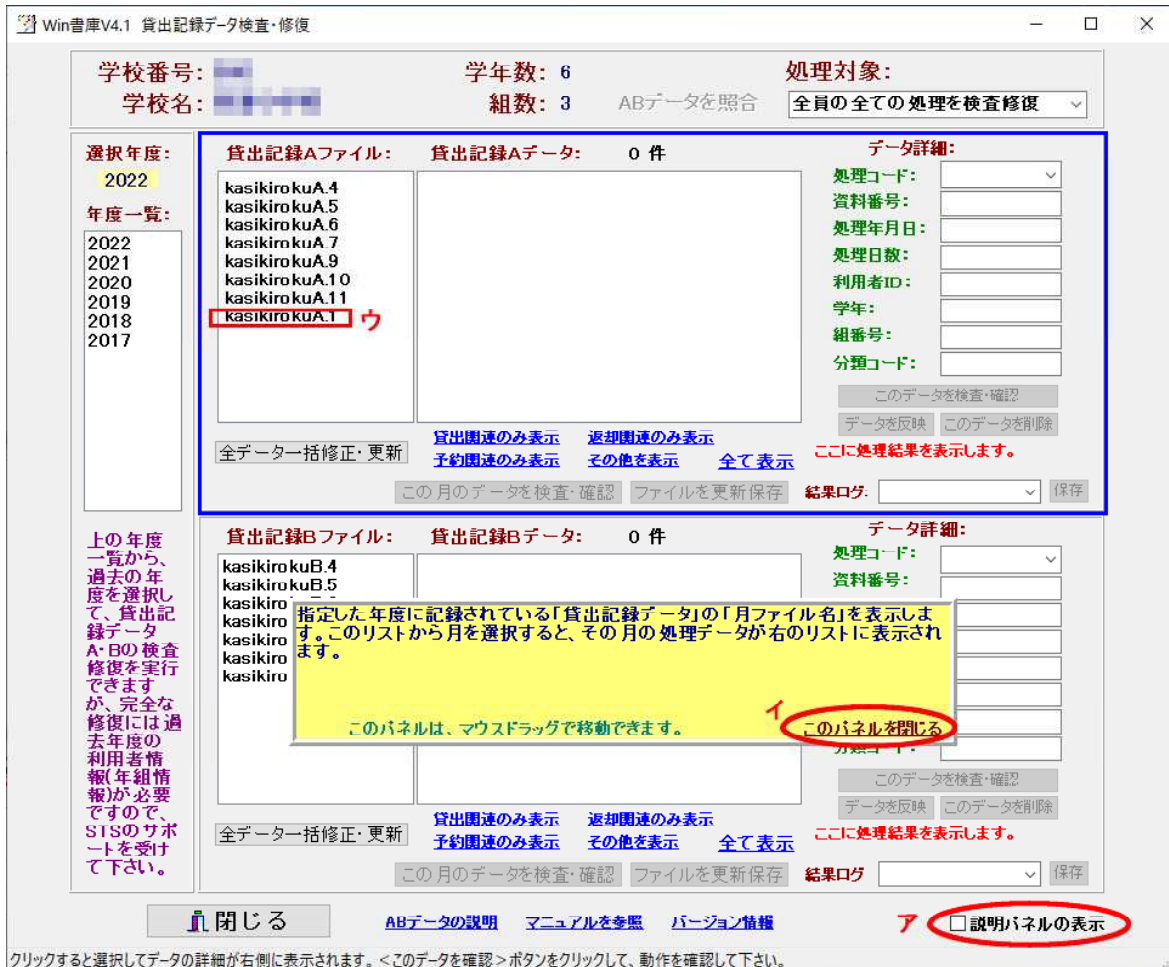 Win書庫V4.1 貸出記録データ検査・修復
学校番号:
学年数: 6
処理対象:
学校名:
組数: 3
ABデータを照合
全員の全ての処理を検査修復
選択年度:
2022
年度一覧:
2022
2021
2020
2019
2018
2017
貸出記録Aファイル:
貸出記録Aデータ: 0 件
kasikirokuA.4
kasikirokuA.5
kasikirokuA.6
kasikirokuA.7
kasikirokuA.9
kasikirokuA.10
kasikirokuA.11
kasikirokuA.1
ウ
データ詳細:
処理コード:
資料番号:
処理年月日:
処理日数:
利用者ID:
学年:
組番号:
分類コード:
このデータを検査・確認
データを反映 このデータを削除
ここに処理結果を表示します。
全データ一括修正・更新
貸出関連のみ表示 返却関連のみ表示
予約関連のみ表示 その他を表示 全て表示
この月のデータを検査・確認 ファイルを更新保存 結果ログ: 保存
上の年度
一覧から、
過去の年
度を選択し
て、貸出記
録データ
A・Bの検査
修復を実行
できます
が、完全な
修復には過
去年度の
利用者情
報(年組情
報)が必要
ですので、
STSのサポ
ートを受け
て下さい。
貸出記録Bファイル:
貸出記録Bデータ: 0 件
kasikirokuB.4
kasikirokuB.5
kasikiro
kasikiro
kasikiro
kasikiro
kasikiro
データ詳細:
処理コード:
資料番号:
指定した年度に記録されている「貸出記録データ」の「月ファイル名」を表示しま
す。このリストから月を選択すると、その月の処理データが右のリストに表示され
ます。
このパネルは、マウスドラッグで移動できます。
イ
このパネルを閉じる
分類コード:
このデータを検査・確認
データを反映 このデータを削除
ここに処理結果を表示します。
全データ一括修正・更新
貸出関連のみ表示 返却関連のみ表示
予約関連のみ表示 その他を表示 全て表示
この月のデータを検査・確認 ファイルを更新保存 結果ログ 保存
閉じる
ABデータの説明 マニュアルを参照 バージョン情報
ア
説明パネルの表示
クリックすると選択してデータの詳細が右側に表示されます。<このデータを確認>ボタンをクリックして、動作を確認して下さい。